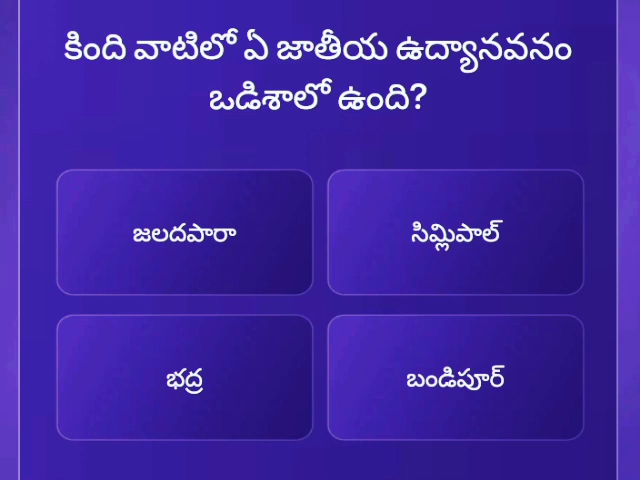 కింది వాటిలో ఏ జాతీయ ఉద్యానవనం
ఒడిశాలో ఉంది?
జలదపారా
సిమ్లిపాల్
భద్ర
బండిపూర్